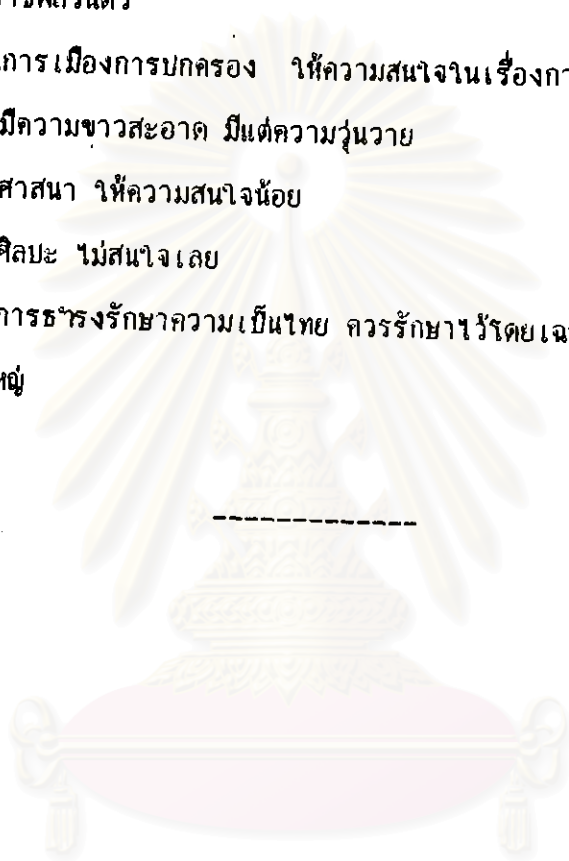 การเมืองการปกครอง ให้ความสนใจในเรื่องกา
มีความขาวสะอาด มีแต่ความวุ่นวาย
ศาสนา ให้ความสนใจน้อย
ศิลปะ ไม่สนใจเลย
การธำรงรักษาความเป็นไทย ควรรักษาไว้โดยเฉ
หญ่
-------------